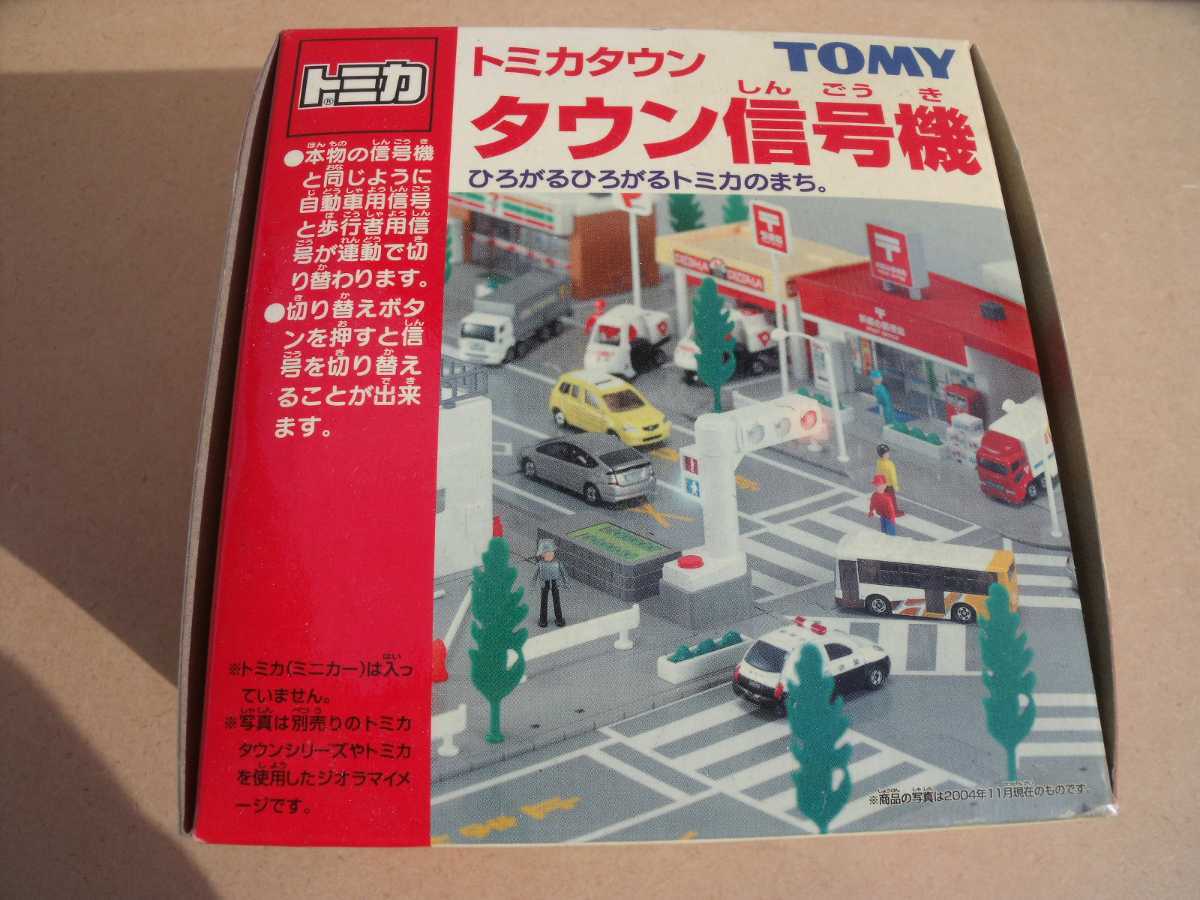 トミカ
®
トミカタウン
TOMY
しん ごう き
タウン信号機
ひろがるひろがるトミカのまち。
●本物の信号機
と同じように
自動車用信号
と歩行者用信
号が連動で切
り替わります。
●切り替えボタ
ンを押すと信
号を切り替え
ることが出来
ます。
※トミカ(ミニカー)は入っ
ていません。
※写真は別売りのトミカ
タウンシリーズやトミカ
を使用したジオラマイメ
ージです。
〒
〒
※商品の写真は2004年11月現在のものです。